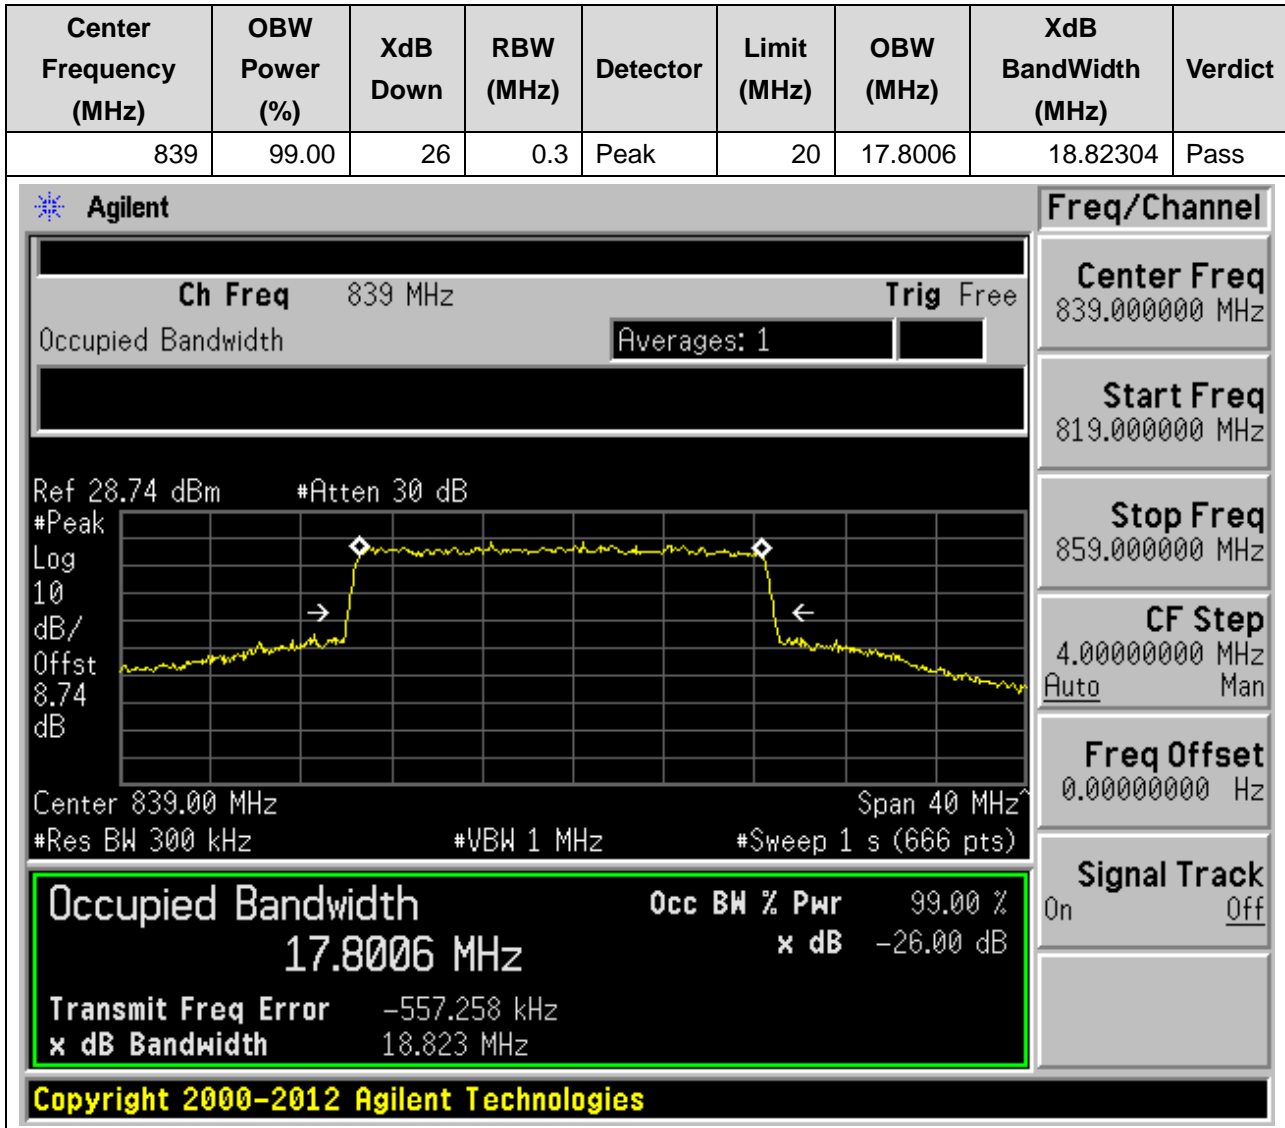 Center Frequency (MHz) OBW Power (%) XdB Down RBW (MHz) Detector Limit (MHz) OBW (MHz) XdB BandWidth (MHz) Verdict
839 99.00 26 0.3 Peak 20 17.8006 18.82304 Pass
Agilent
Ch Freq 839 MHz Trig Free
Occupied Bandwidth Averages: 1
Ref 28.74 dBm #Atten 30 dB
#Peak
Log
10
dB/
Offst
8.74
dB
Center 839.00 MHz Span 40 MHz^
#Res BW 300 kHz #VBW 1 MHz #Sweep 1 s (666 pts)
Occupied Bandwidth Occ BW % Pwr 99.00 %
17.8006 MHz x dB -26.00 dB
Transmit Freq Error -557.258 kHz
x dB Bandwidth 18.823 MHz
Copyright 2000-2012 Agilent Technologies
Freq/Channel
Center Freq
839.000000 MHz
Start Freq
819.000000 MHz
Stop Freq
859.000000 MHz
CF Step
4.00000000 MHz
Auto Man
Freq Offset
0.00000000 Hz
Signal Track
On Off